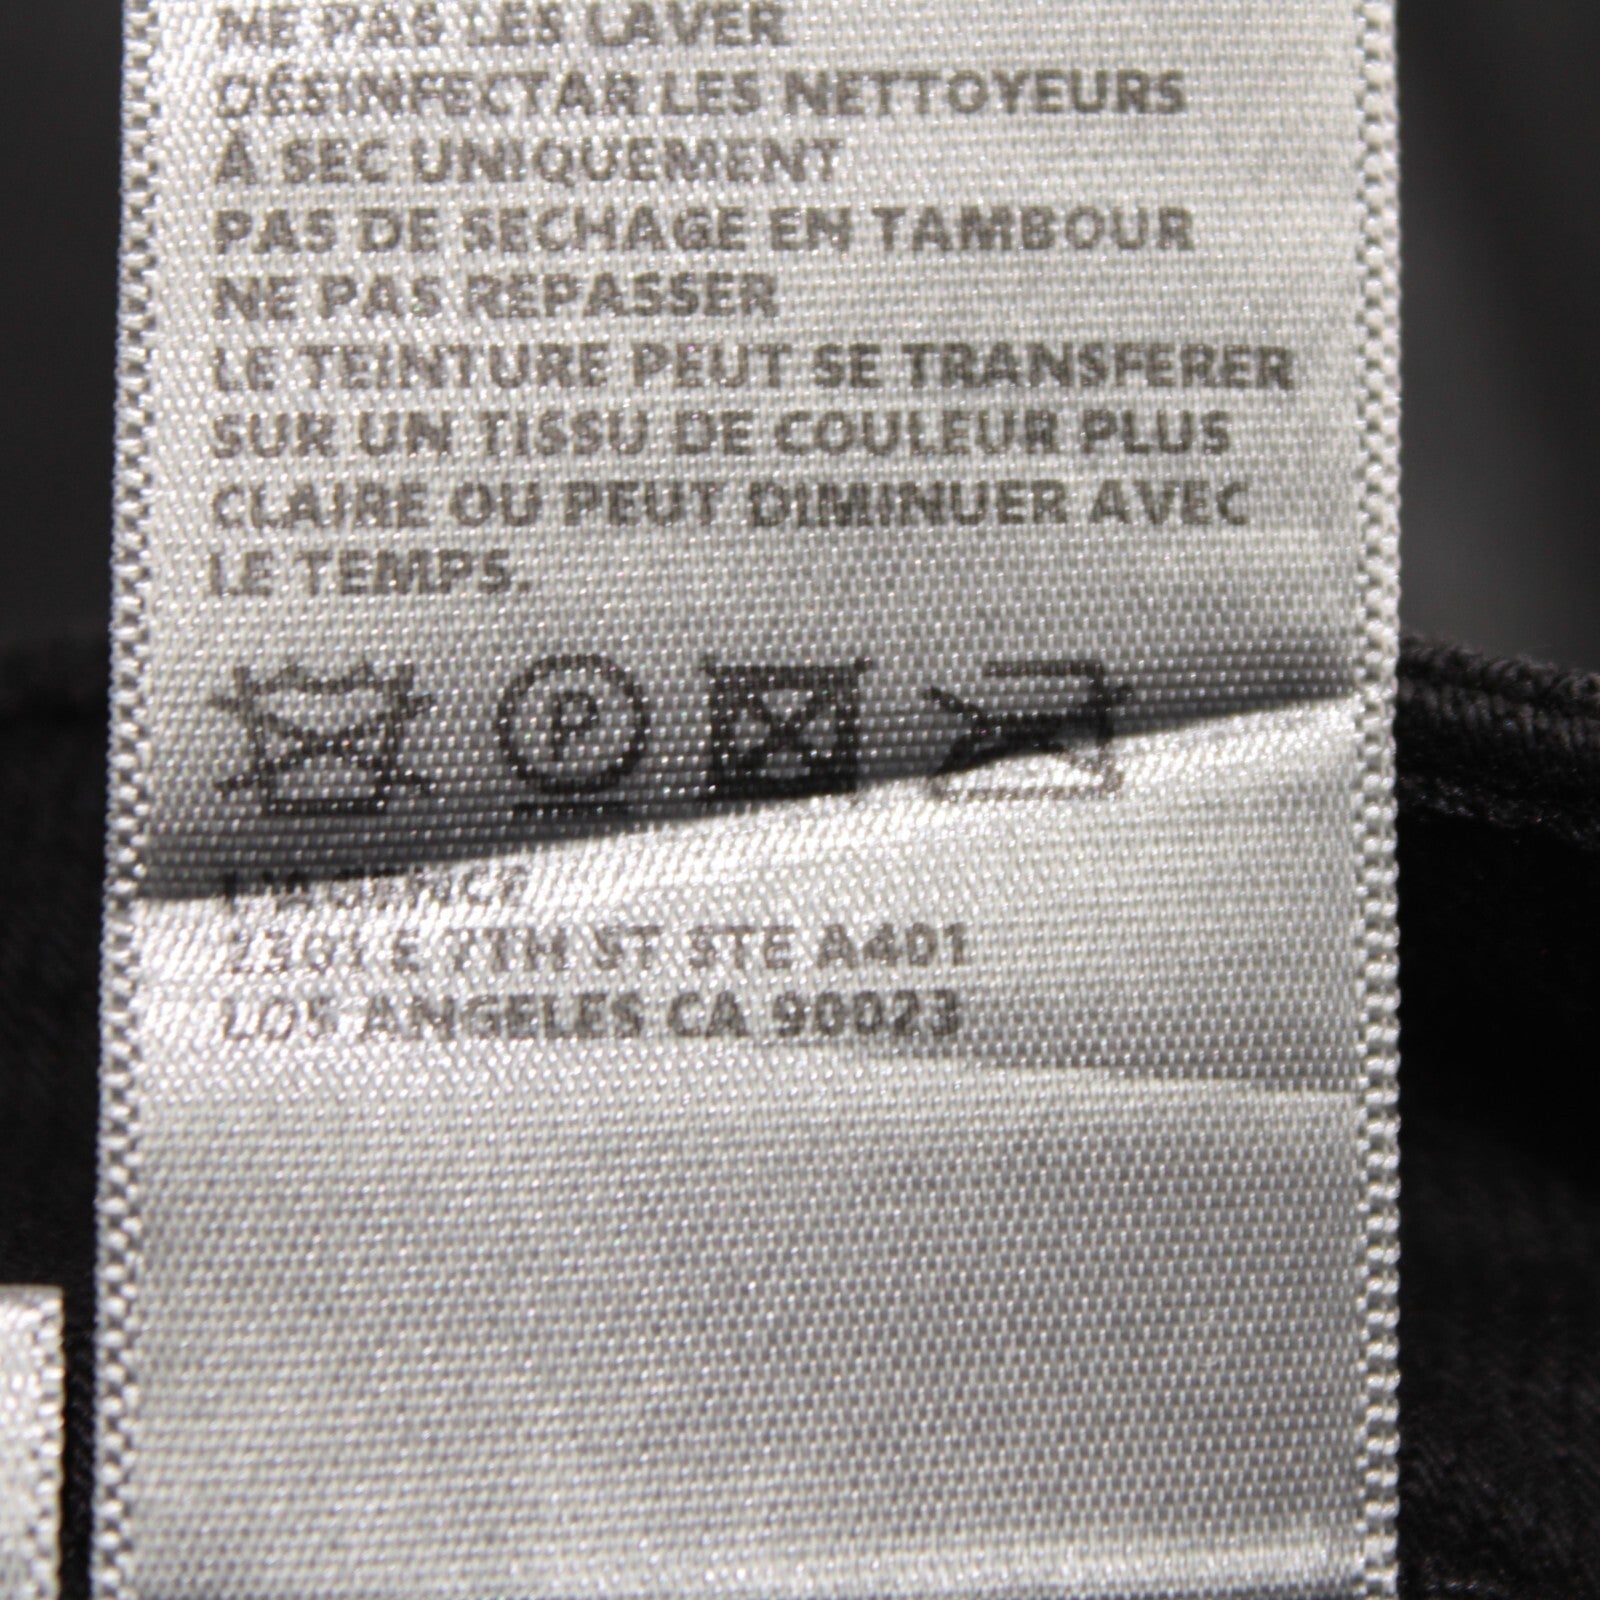 NE PAS LES LAVER
DÉSINFECTAR LES NETTOYEURS
À SEC UNIQUEMENT
PAS DE SECHAGE EN TAMBOUR
NE PAS REPASSER
LE TEINTURE PEUT SE TRANSFERER
SUR UN TISSU DE COULEUR PLUS
CLAIRE OU PEUT DIMINUER AVEC
LE TEMPS.
P
E 7TH ST STE A401
LOS ANGELES CA 90023